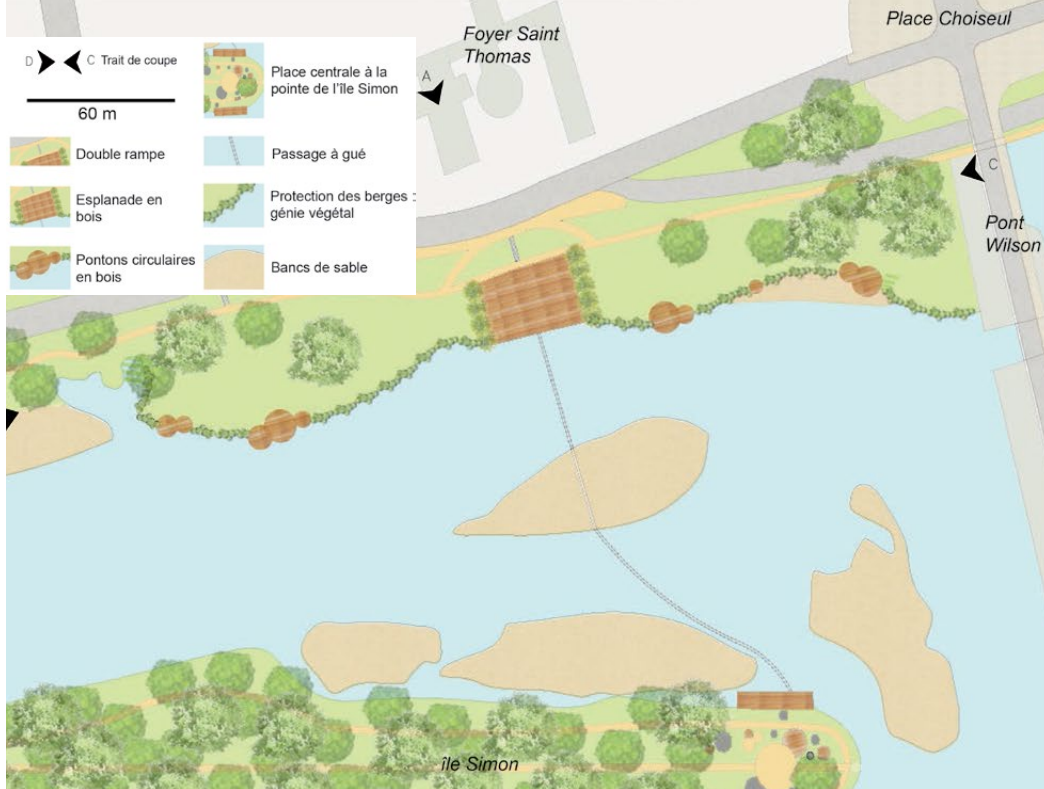 Foyer Saint
Thomas
Place Choiseul
D C Trait de coupe
60 m
Double rampe
Esplanade en
bois
Pontons circulaires
en bois
Place centrale à la
pointe de l'île Simon
Passage à gué
Protection des berges :
génie végétal
Bancs de sable
A
C
Pont
Wilson
île Simon